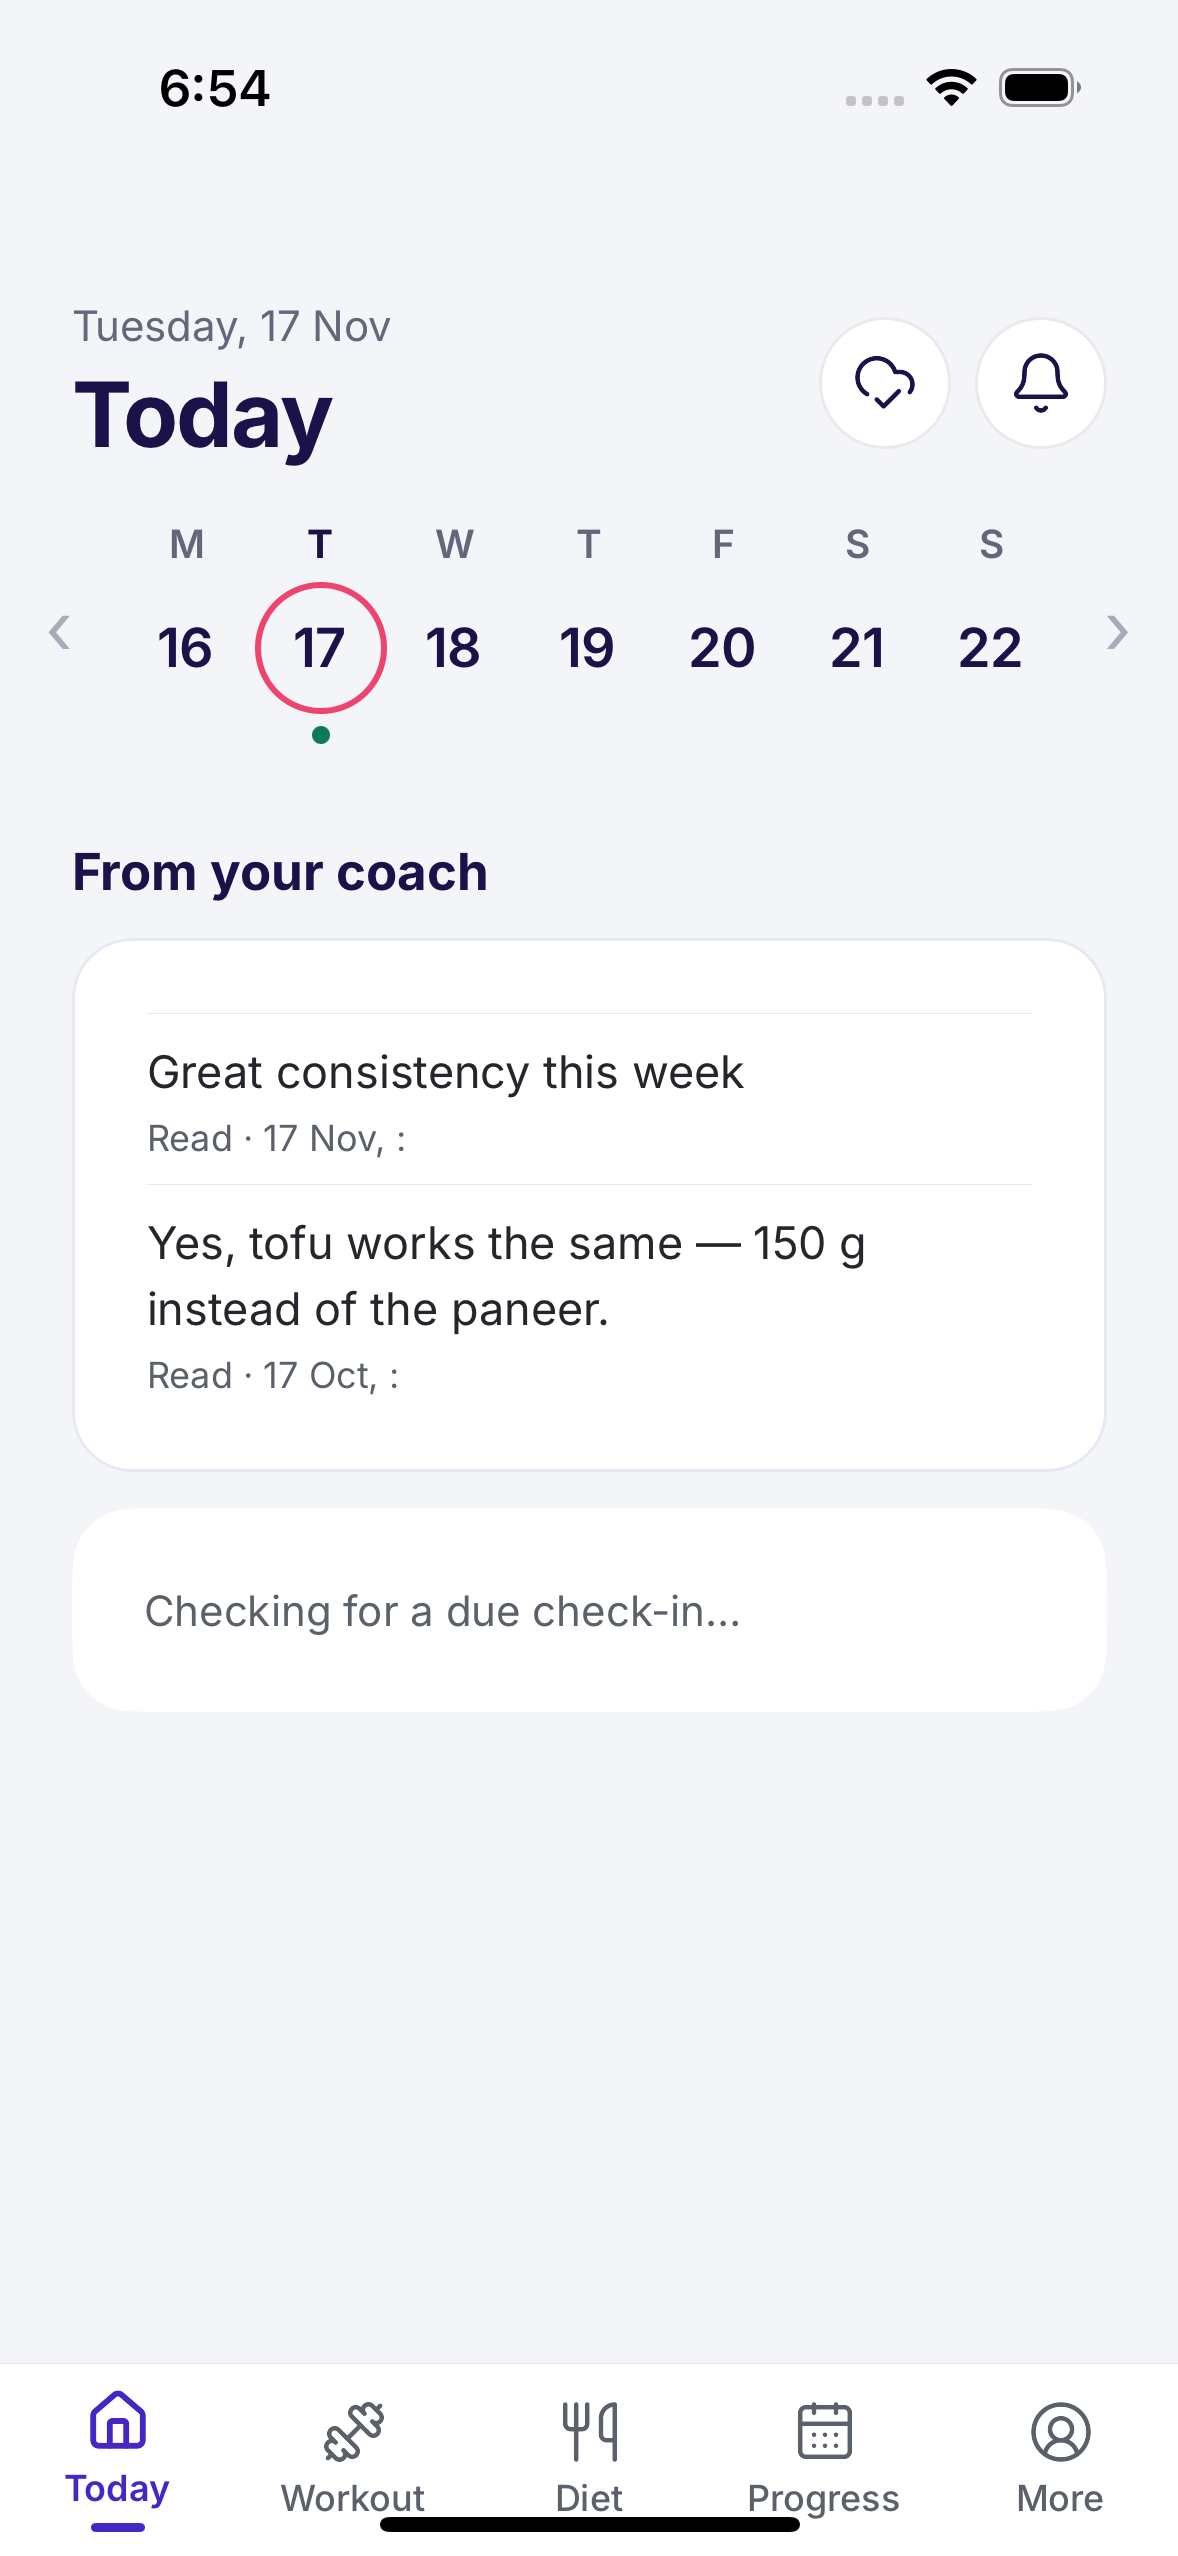 6:54
Tuesday, 17 Nov
Today
M T W T F S S
16 17 18 19 20 21 22
From your coach
Great consistency this week
Read · 17 Nov, :
Yes, tofu works the same — 150 g
instead of the paneer.
Read · 17 Oct, :
Checking for a due check-in...
Today Workout Diet Progress More